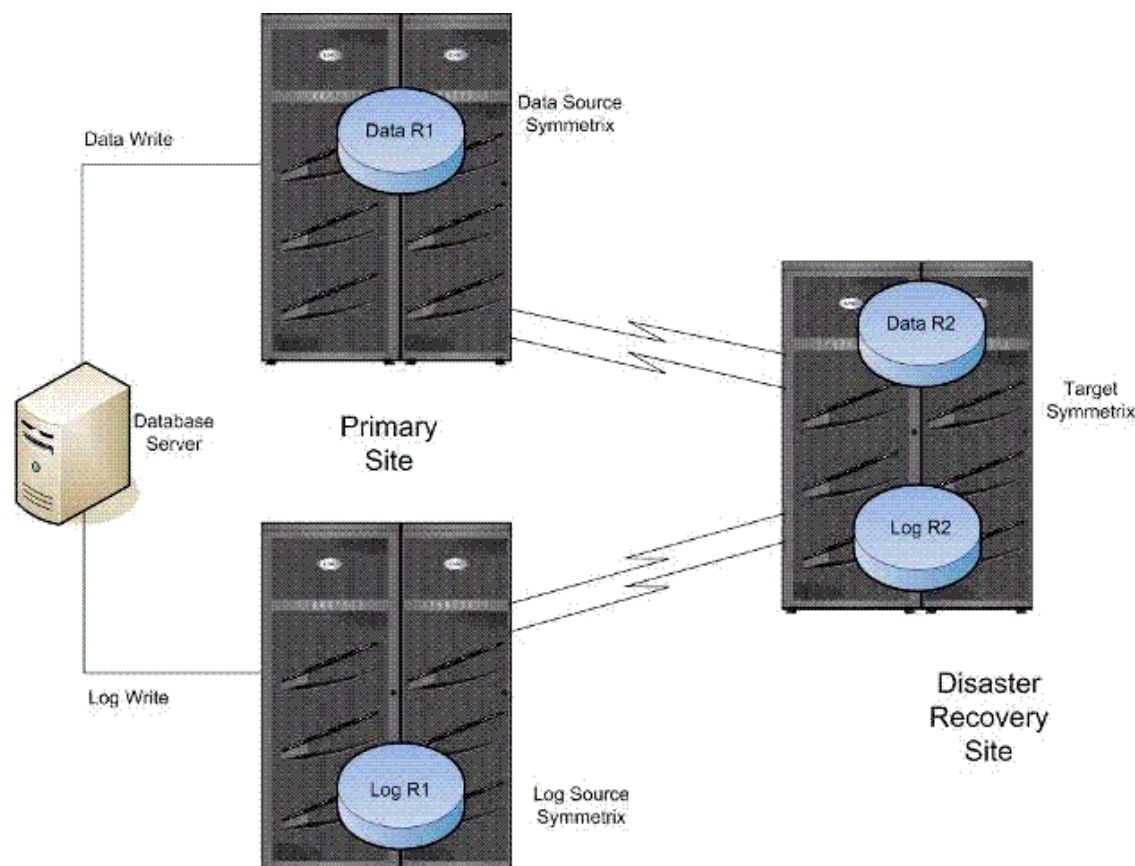 Data Source
Symmetrix
Data R1
Data Write
Data R2
Target
Symmetrix
Database
Server
Primary
Site
Log R2
Log Write
Disaster
Recovery
Site
Log R1
Log Source
Symmetrix